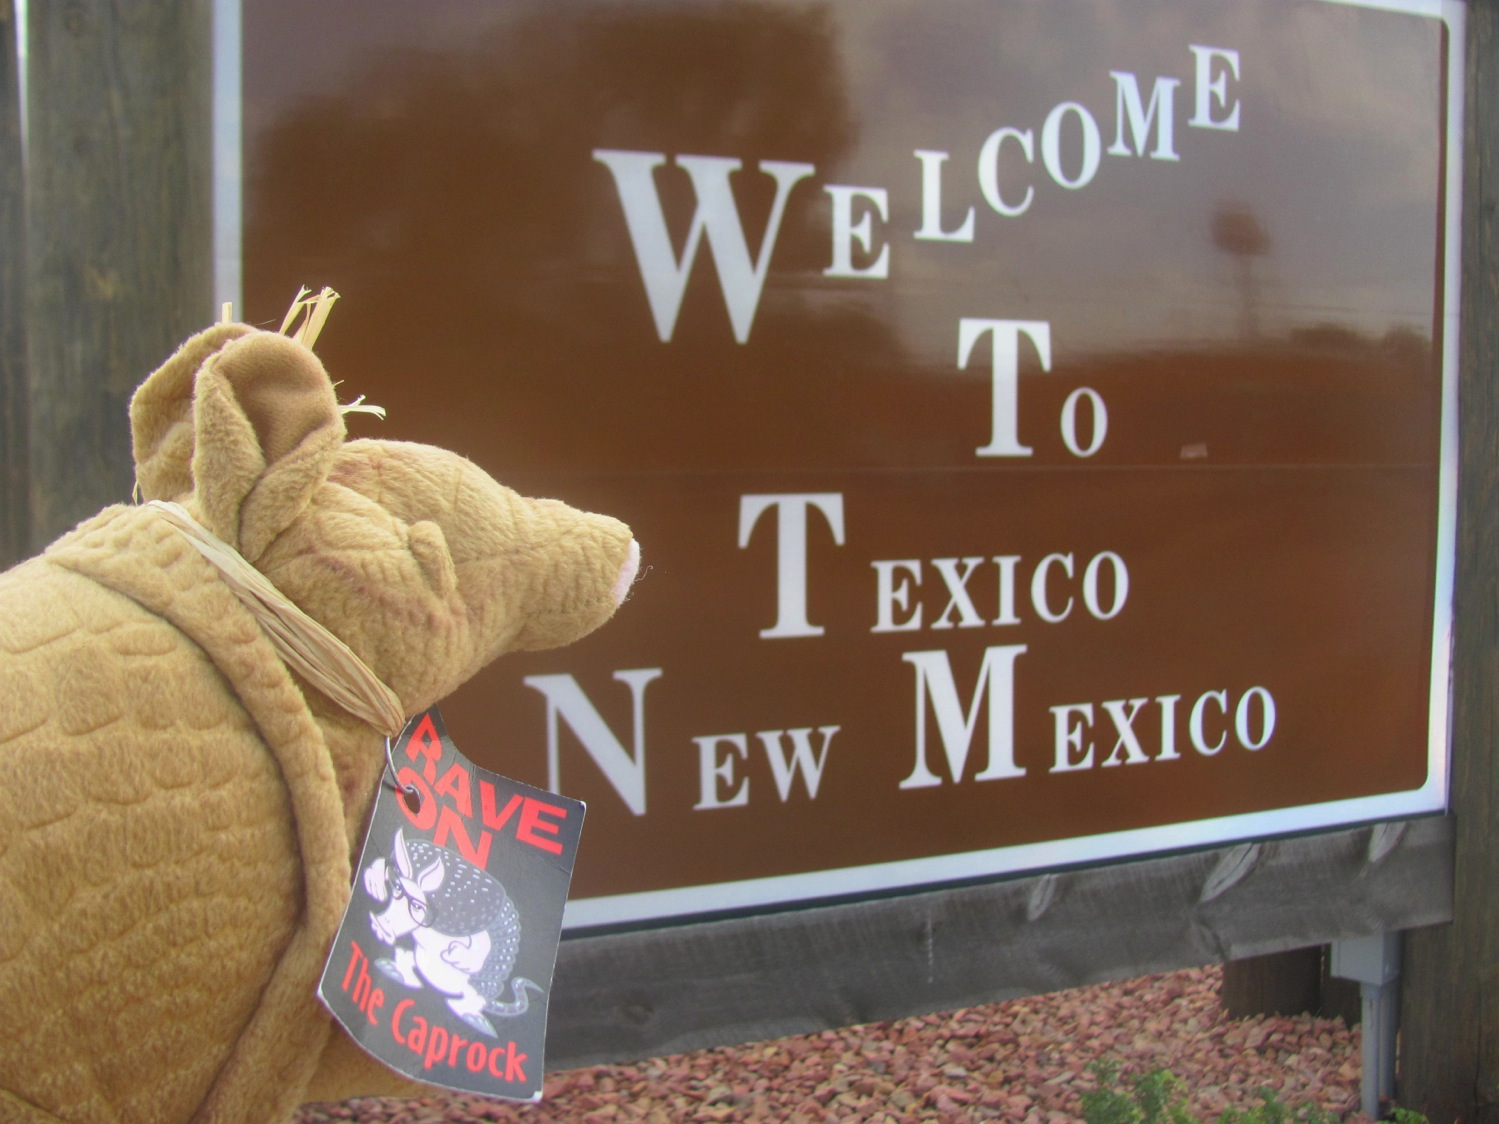 WELCOME
TO
TEXICO
NEW MEXICO
RAVE
ON
The Caprock